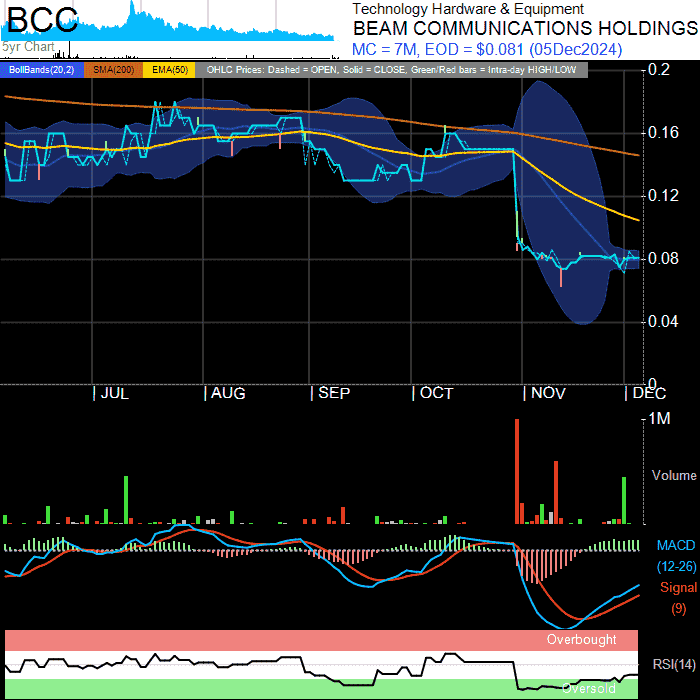 BCC
5yr Chart
Technology Hardware & Equipment
BEAM COMMUNICATIONS HOLDINGS
MC = 7M, EOD = $0.081 (05Dec2024)
BollBands(20,2) SMA(200) EMA(50) OHLC Prices: Dashed = OPEN, Solid = CLOSE, Green/Red bars = Intra-day HIGH/LOW
0.2
0.16
0.12
0.08
0.04
0
JUL AUG SEP OCT NOV DEC
1M
Volume
MACD
(12-26)
Signal
(9)
Overbought
RSI(14)
Oversold